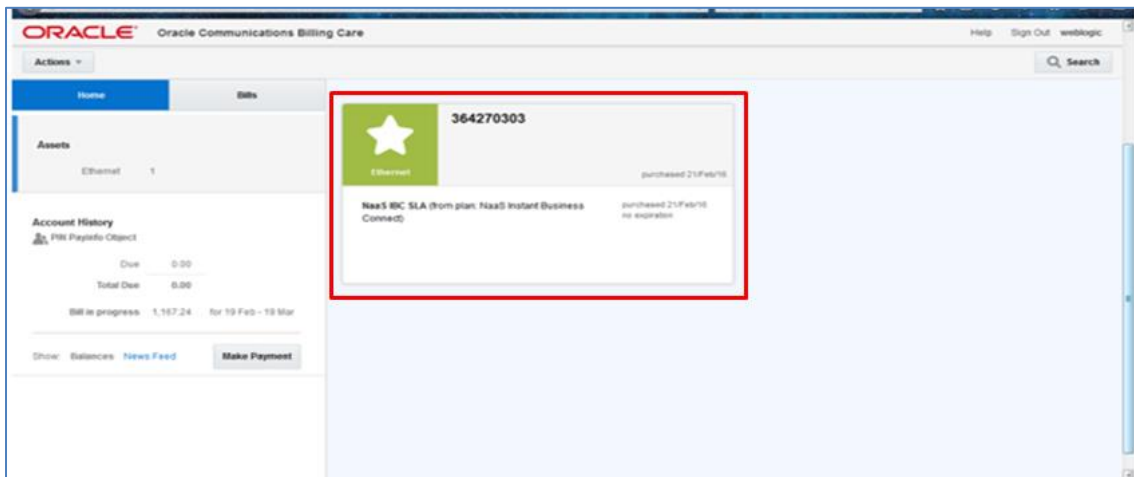 ORACLE® Oracle Communications Billing Care
Help Sign Out weblogic
Actions
Search
Home Bills
Assets
Ethernet 1
Account History
PIN Payinfo Object
Due 0.00
Total Due 0.00
Bill in progress 1,167.24 for 19 Feb - 18 Mar
Show: Balances News Feed Make Payment
364270303
Ethernet
purchased 21/Feb/16
NaaS IBC SLA (from plan: NaaS Instant Business
Connect)
purchased 21/Feb/16
no expiration